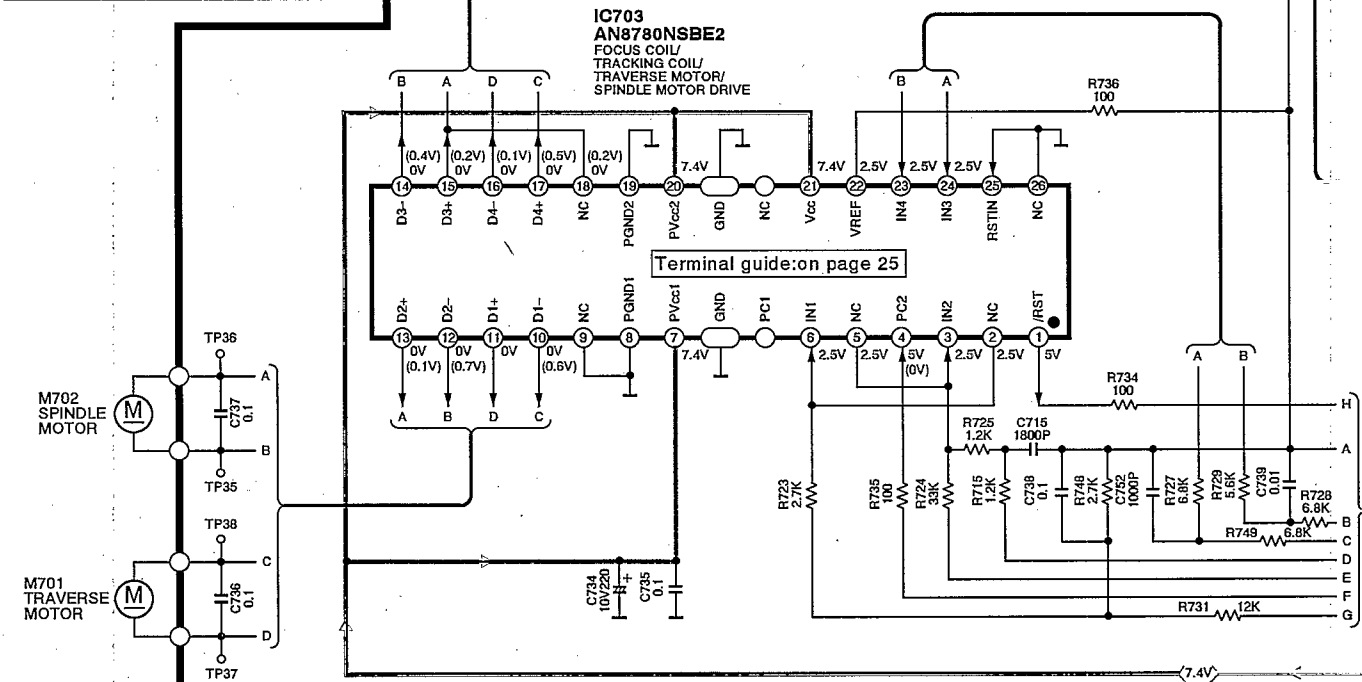 IC703
AN8780NSBE2
FOCUS COIL/
TRACKING COIL/
TRAVERSE MOTOR/
SPINDLE MOTOR DRIVE
B A D C
B A
R736
100
(0.4V) (0.2V) (0.1V) (0.5V) (0.2V)
0V 0V 0V 0V 0V
7.4V 7.4V 2.5V 2.5V 2.5V
14 15 16 17 18 19 20 21 22 23 24 25 26
D3- D3+ D4- D4+ NC PGND2 PVcc2 GND NC Vcc VREF IN4 IN3 RSTIN NC
Terminal guide:on page 25
D2+ D2- D1+ D1- NC PGND1 PVcc1 GND PC1 IN1 NC PC2 IN2 NC /RST
13 12 11 10 9 8 7 6 5 4 3 2 1
0V 0V 0V 0V 7.4V 2.5V 2.5V 5V 2.5V 2.5V 5V
(0.1V) (0.7V) (0.6V) (0V)
A B D C
A B
TP36
A
M702
SPINDLE
MOTOR
M
C737
0.1
B
TP35
TP38
C
M701
TRAVERSE
MOTOR
M
C736
0.1
D
TP37
C734
10V220
+
C735
0.1
R734
100
H
R725
1.2K
C715
1800P
A
R723
2.7K
R735
100
R724
33K
R715
1.2K
C738
0.1
R748
2.7K
C752
1000P
R727
6.8K
R729
5.6K
C739
0.01
R728
6.8K
B
R749 6.8K
C
D
E
F
R731 12K
G
7.4V